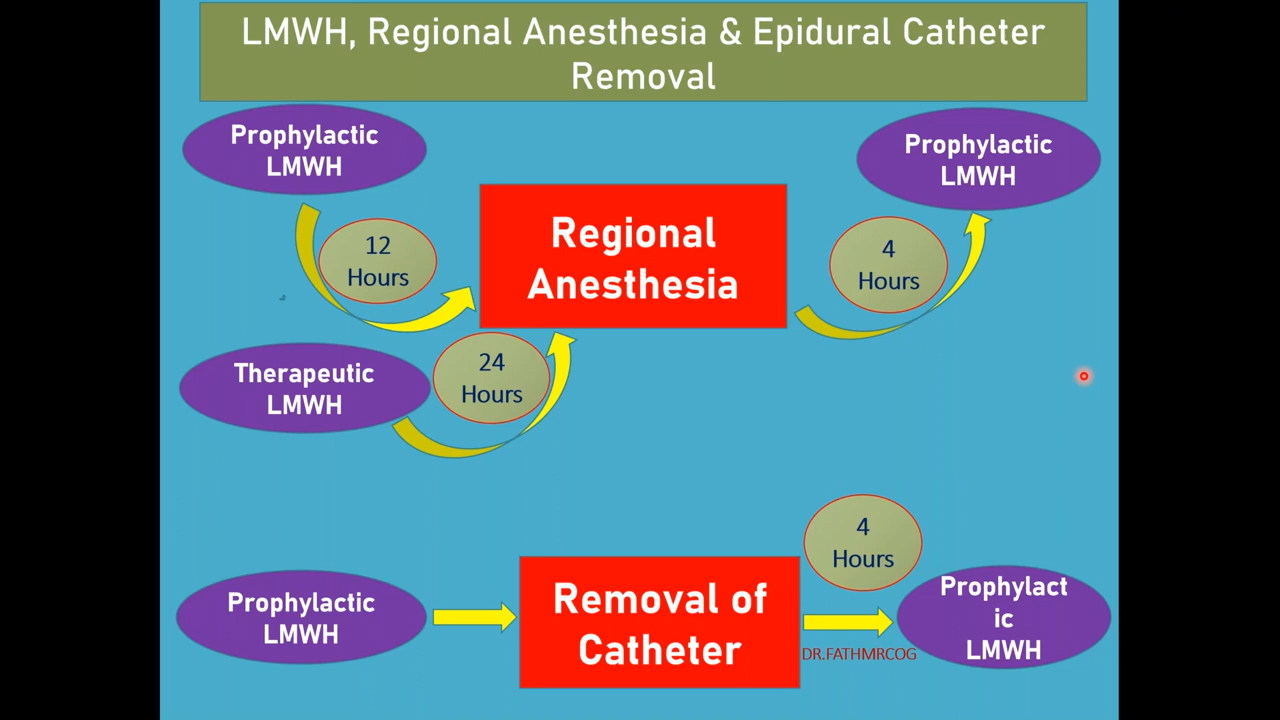 LMWH, Regional Anesthesia & Epidural Catheter
Removal
Prophylactic
LMWH
12
Hours
Regional
Anesthesia
4
Hours
Prophylactic
LMWH
Therapeutic
LMWH
24
Hours
Prophylactic
LMWH
Removal of
Catheter
4
Hours
Prophylact
ic
LMWH
DR.FATHMRCOG